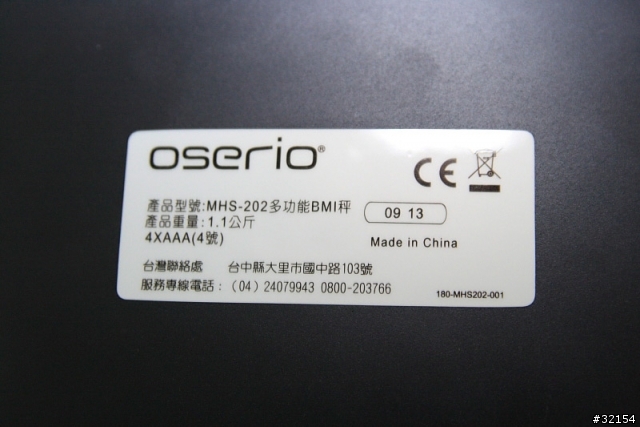 oserio®
產品型號:MHS-202多功能BMI秤
產品重量:1.1公斤
4XAAA(4號)
09 13
Made in China
台灣聯絡處 台中縣大里市國中路103號
服務專線電話:(04) 24079943 0800-203766
180-MHS202-001
#32154